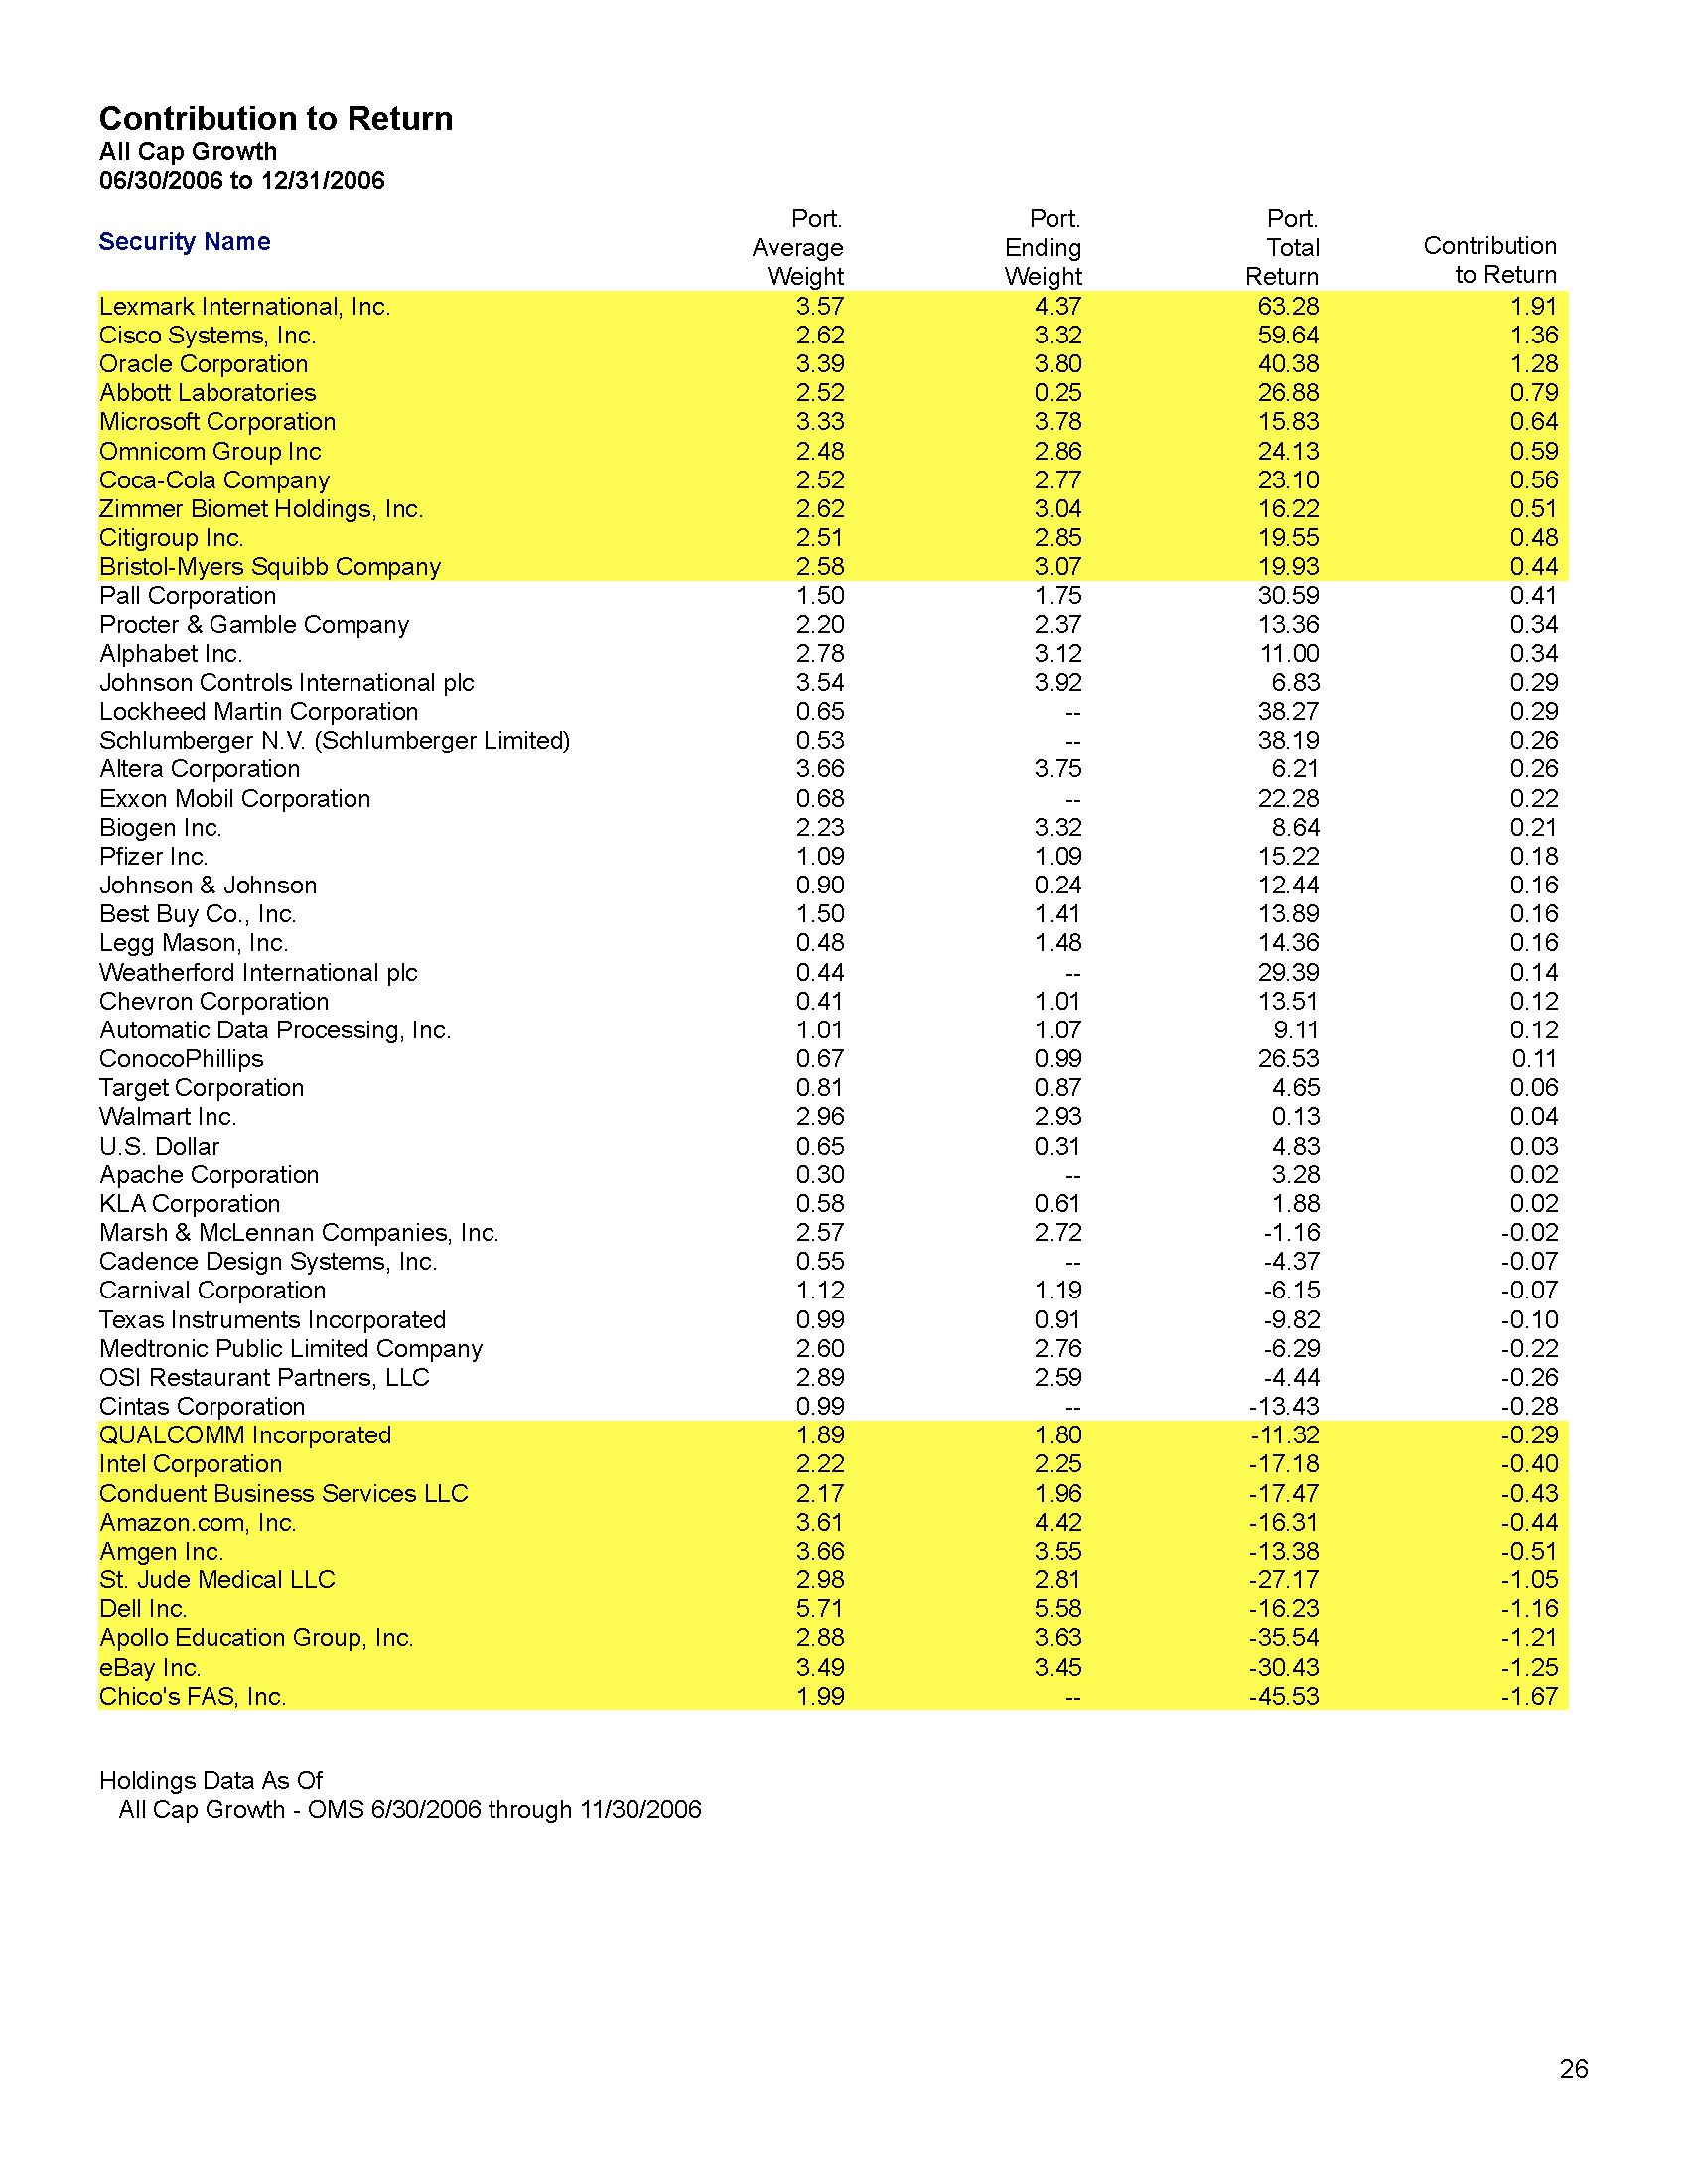 Contribution to Return
All Cap Growth
06/30/2006 to 12/31/2006
Security Name Port. Average Weight Port. Ending Weight Port. Total Return Contribution to Return
Lexmark International, Inc. 3.57 4.37 63.28 1.91
Cisco Systems, Inc. 2.62 3.32 59.64 1.36
Oracle Corporation 3.39 3.80 40.38 1.28
Abbott Laboratories 2.52 0.25 26.88 0.79
Microsoft Corporation 3.33 3.78 15.83 0.64
Omnicom Group Inc 2.48 2.86 24.13 0.59
Coca-Cola Company 2.52 2.77 23.10 0.56
Zimmer Biomet Holdings, Inc. 2.62 3.04 16.22 0.51
Citigroup Inc. 2.51 2.85 19.55 0.48
Bristol-Myers Squibb Company 2.58 3.07 19.93 0.44
Pall Corporation 1.50 1.75 30.59 0.41
Procter & Gamble Company 2.20 2.37 13.36 0.34
Alphabet Inc. 2.78 3.12 11.00 0.34
Johnson Controls International plc 3.54 3.92 6.83 0.29
Lockheed Martin Corporation 0.65 -- 38.27 0.29
Schlumberger N.V. (Schlumberger Limited) 0.53 -- 38.19 0.26
Altera Corporation 3.66 3.75 6.21 0.26
Exxon Mobil Corporation 0.68 -- 22.28 0.22
Biogen Inc. 2.23 3.32 8.64 0.21
Pfizer Inc. 1.09 1.09 15.22 0.18
Johnson & Johnson 0.90 0.24 12.44 0.16
Best Buy Co., Inc. 1.50 1.41 13.89 0.16
Legg Mason, Inc. 0.48 1.48 14.36 0.16
Weatherford International plc 0.44 -- 29.39 0.14
Chevron Corporation 0.41 1.01 13.51 0.12
Automatic Data Processing, Inc. 1.01 1.07 9.11 0.12
ConocoPhillips 0.67 0.99 26.53 0.11
Target Corporation 0.81 0.87 4.65 0.06
Walmart Inc. 2.96 2.93 0.13 0.04
U.S. Dollar 0.65 0.31 4.83 0.03
Apache Corporation 0.30 -- 3.28 0.02
KLA Corporation 0.58 0.61 1.88 0.02
Marsh & McLennan Companies, Inc. 2.57 2.72 -1.16 -0.02
Cadence Design Systems, Inc. 0.55 -- -4.37 -0.07
Carnival Corporation 1.12 1.19 -6.15 -0.07
Texas Instruments Incorporated 0.99 0.91 -9.82 -0.10
Medtronic Public Limited Company 2.60 2.76 -6.29 -0.22
OSI Restaurant Partners, LLC 2.89 2.59 -4.44 -0.26
Cintas Corporation 0.99 -- -13.43 -0.28
QUALCOMM Incorporated 1.89 1.80 -11.32 -0.29
Intel Corporation 2.22 2.25 -17.18 -0.40
Conduent Business Services LLC 2.17 1.96 -17.47 -0.43
Amazon.com, Inc. 3.61 4.42 -16.31 -0.44
Amgen Inc. 3.66 3.55 -13.38 -0.51
St. Jude Medical LLC 2.98 2.81 -27.17 -1.05
Dell Inc. 5.71 5.58 -16.23 -1.16
Apollo Education Group, Inc. 2.88 3.63 -35.54 -1.21
eBay Inc. 3.49 3.45 -30.43 -1.25
Chico's FAS, Inc. 1.99 -- -45.53 -1.67
Holdings Data As Of
All Cap Growth - OMS 6/30/2006 through 11/30/2006
26